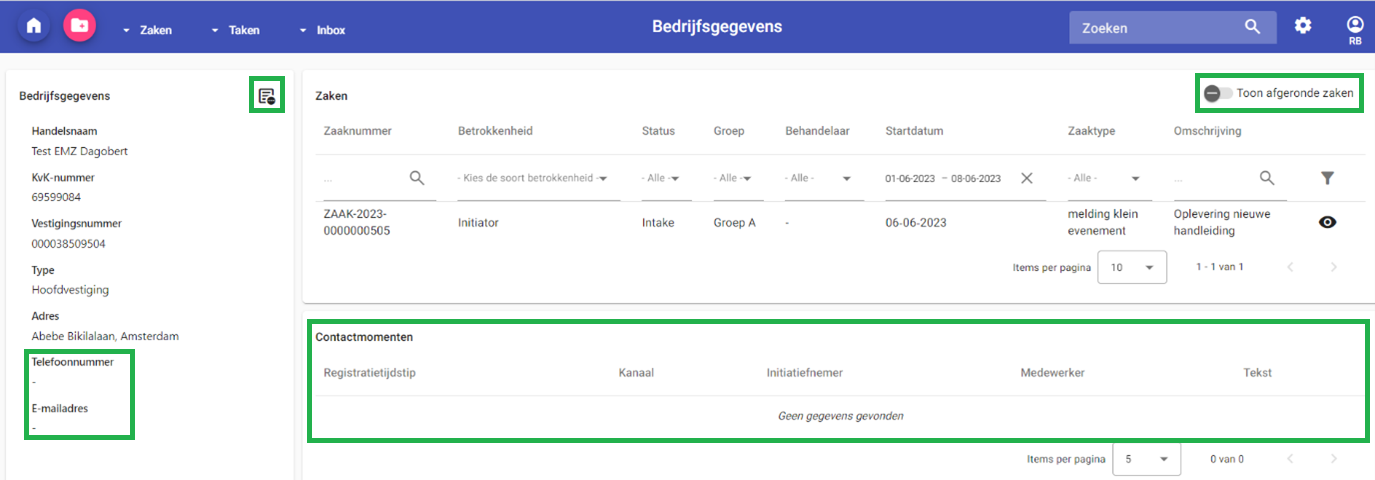 Zaken Taken Inbox Bedrijfsgegevens Zoeken RB
Bedrijfsgegevens
Handelsnaam
Test EMZ Dagobert
KvK-nummer
69599084
Vestigingsnummer
000038509504
Type
Hoofdvestiging
Adres
Abebe Bikilalaan, Amsterdam
Telefoonnummer
-
E-mailadres
-
Zaken Toon afgeronde zaken
Zaaknummer Betrokkenheid Status Groep Behandelaar Startdatum Zaaktype Omschrijving
... - Kies de soort betrokkenheid - - Alle - - Alle - - Alle - 01-06-2023 – 08-06-2023 - Alle - ...
ZAAK-2023-
0000000505
Initiator
Intake
Groep A
-
06-06-2023
melding klein
evenement
Oplevering nieuwe
handleiding
Items per pagina 10 1 - 1 van 1
Contactmomenten
Registratietijdstip Kanaal Initiatiefnemer Medewerker Tekst
Geen gegevens gevonden
Items per pagina 5 0 van 0